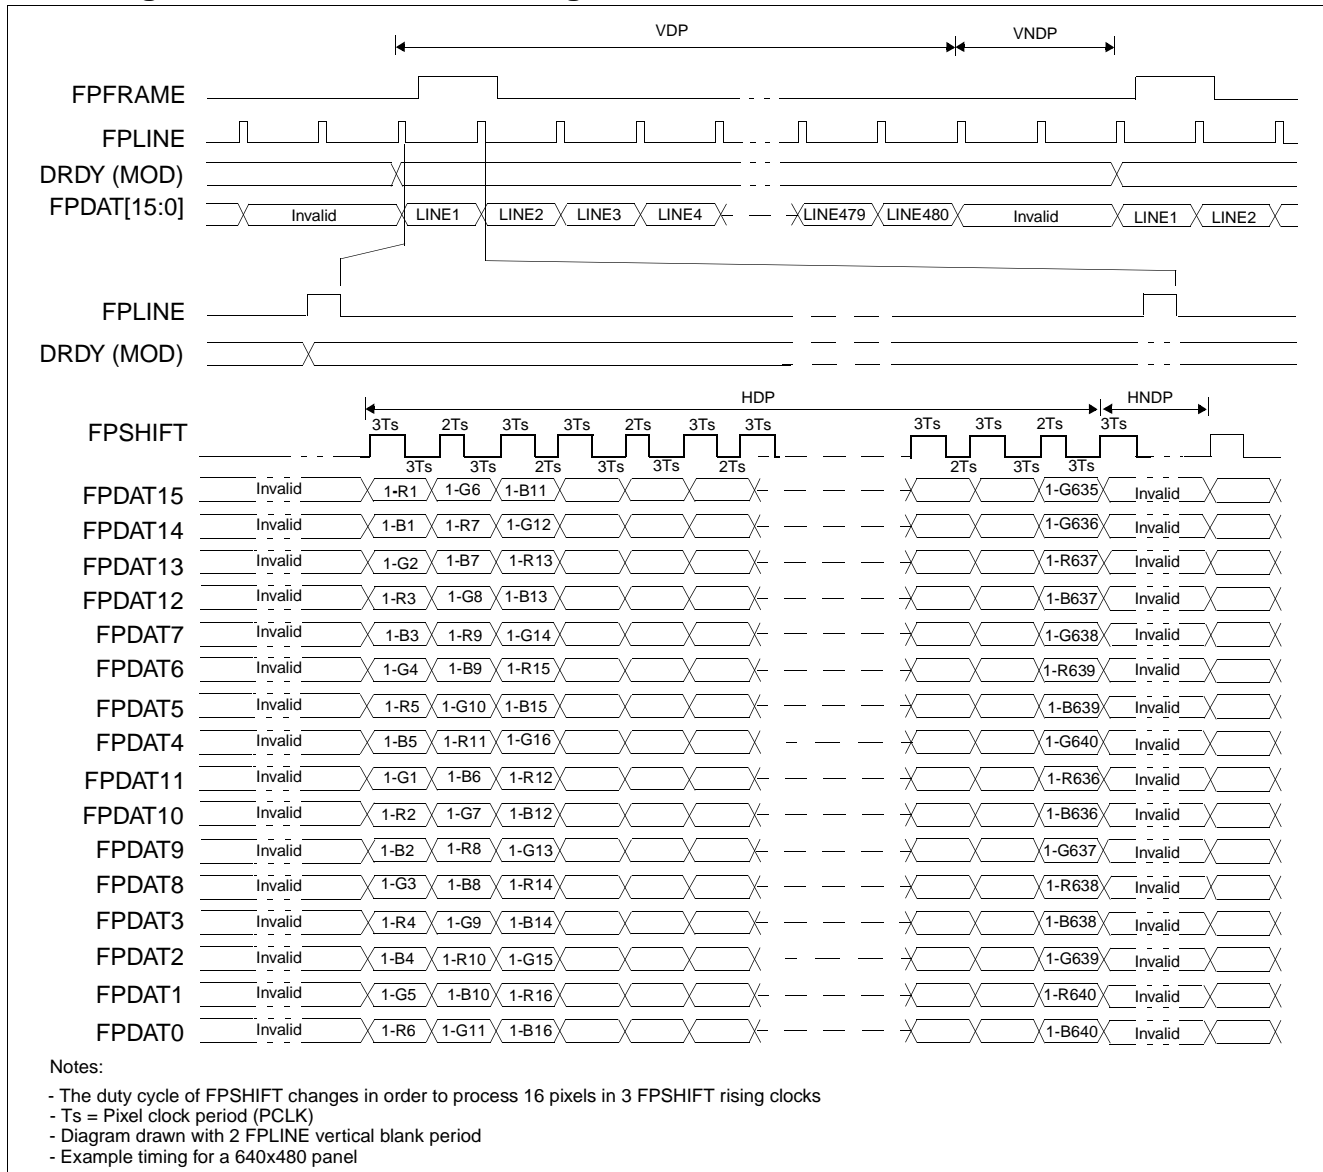 VDP VNDP
FPFRAME
FPLINE
DRDY (MOD)
FPDAT[15:0] Invalid LINE1 LINE2 LINE3 LINE4 LINE479 LINE480 Invalid LINE1 LINE2
FPLINE
DRDY (MOD)
HDP HNDP
FPSHIFT 3Ts 2Ts 3Ts 3Ts 2Ts 3Ts 3Ts 3Ts 3Ts 2Ts 3Ts
3Ts 3Ts 2Ts 3Ts 3Ts 2Ts 2Ts 3Ts 3Ts
FPDAT15 Invalid 1-R1 1-G6 1-B11 1-G635 Invalid
FPDAT14 Invalid 1-B1 1-R7 1-G12 1-G636 Invalid
FPDAT13 Invalid 1-G2 1-B7 1-R13 1-R637 Invalid
FPDAT12 Invalid 1-R3 1-G8 1-B13 1-B637 Invalid
FPDAT7 Invalid 1-B3 1-R9 1-G14 1-G638 Invalid
FPDAT6 Invalid 1-G4 1-B9 1-R15 1-R639 Invalid
FPDAT5 Invalid 1-R5 1-G10 1-B15 1-B639 Invalid
FPDAT4 Invalid 1-B5 1-R11 1-G16 1-G640 Invalid
FPDAT11 Invalid 1-G1 1-B6 1-R12 1-R636 Invalid
FPDAT10 Invalid 1-R2 1-G7 1-B12 1-B636 Invalid
FPDAT9 Invalid 1-B2 1-R8 1-G13 1-G637 Invalid
FPDAT8 Invalid 1-G3 1-B8 1-R14 1-R638 Invalid
FPDAT3 Invalid 1-R4 1-G9 1-B14 1-B638 Invalid
FPDAT2 Invalid 1-B4 1-R10 1-G15 1-G639 Invalid
FPDAT1 Invalid 1-G5 1-B10 1-R16 1-R640 Invalid
FPDAT0 Invalid 1-R6 1-G11 1-B16 1-B640 Invalid
Notes:
- The duty cycle of FPSHIFT changes in order to process 16 pixels in 3 FPSHIFT rising clocks
- Ts = Pixel clock period (PCLK)
- Diagram drawn with 2 FPLINE vertical blank period
- Example timing for a 640x480 panel